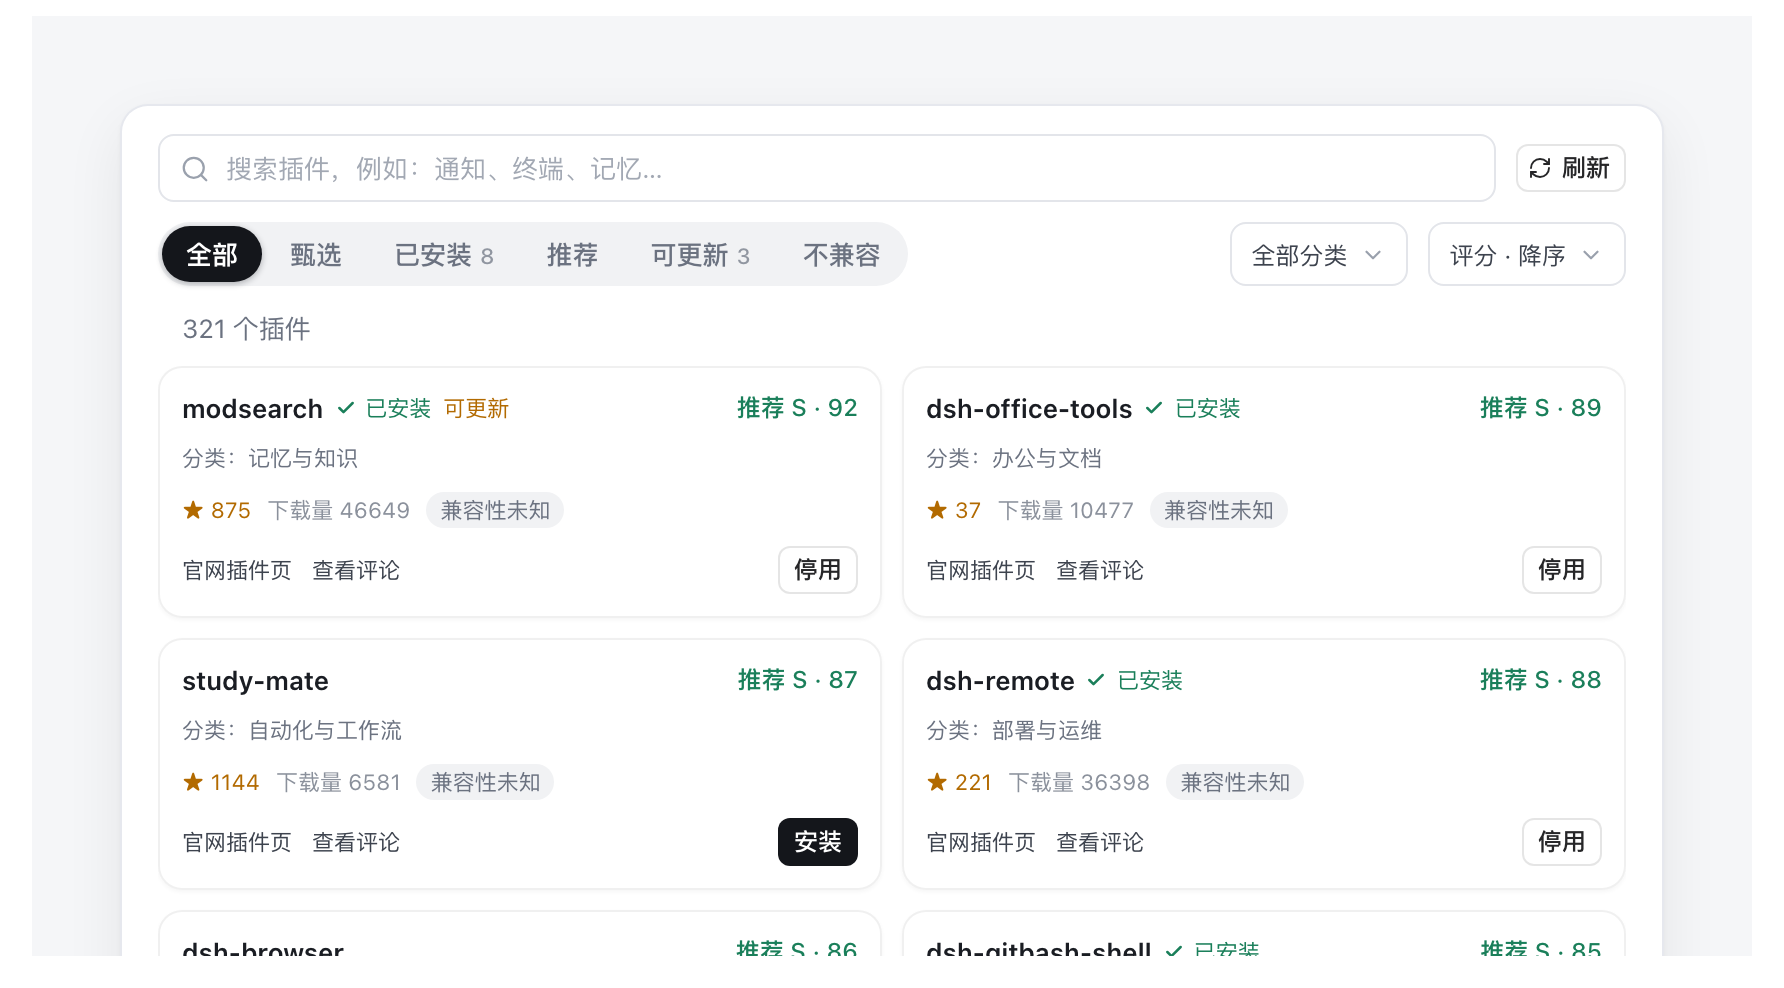 搜索插件，例如：通知、终端、记忆...
刷新
全部 甄选 已安装 8 推荐 可更新 3 不兼容
全部分类
评分 · 降序
321 个插件
modsearch 已安装 可更新 推荐 S · 92
分类：记忆与知识
★ 875 下载量 46649 兼容性未知
官网插件页 查看评论 停用
dsh-office-tools 已安装 推荐 S · 89
分类：办公与文档
★ 37 下载量 10477 兼容性未知
官网插件页 查看评论 停用
study-mate 推荐 S · 87
分类：自动化与工作流
★ 1144 下载量 6581 兼容性未知
官网插件页 查看评论 安装
dsh-remote 已安装 推荐 S · 88
分类：部署与运维
★ 221 下载量 36398 兼容性未知
官网插件页 查看评论 停用
dsh-browser 推荐 S · 86
dsh-gitbash-shell 已安装 推荐 S · 85